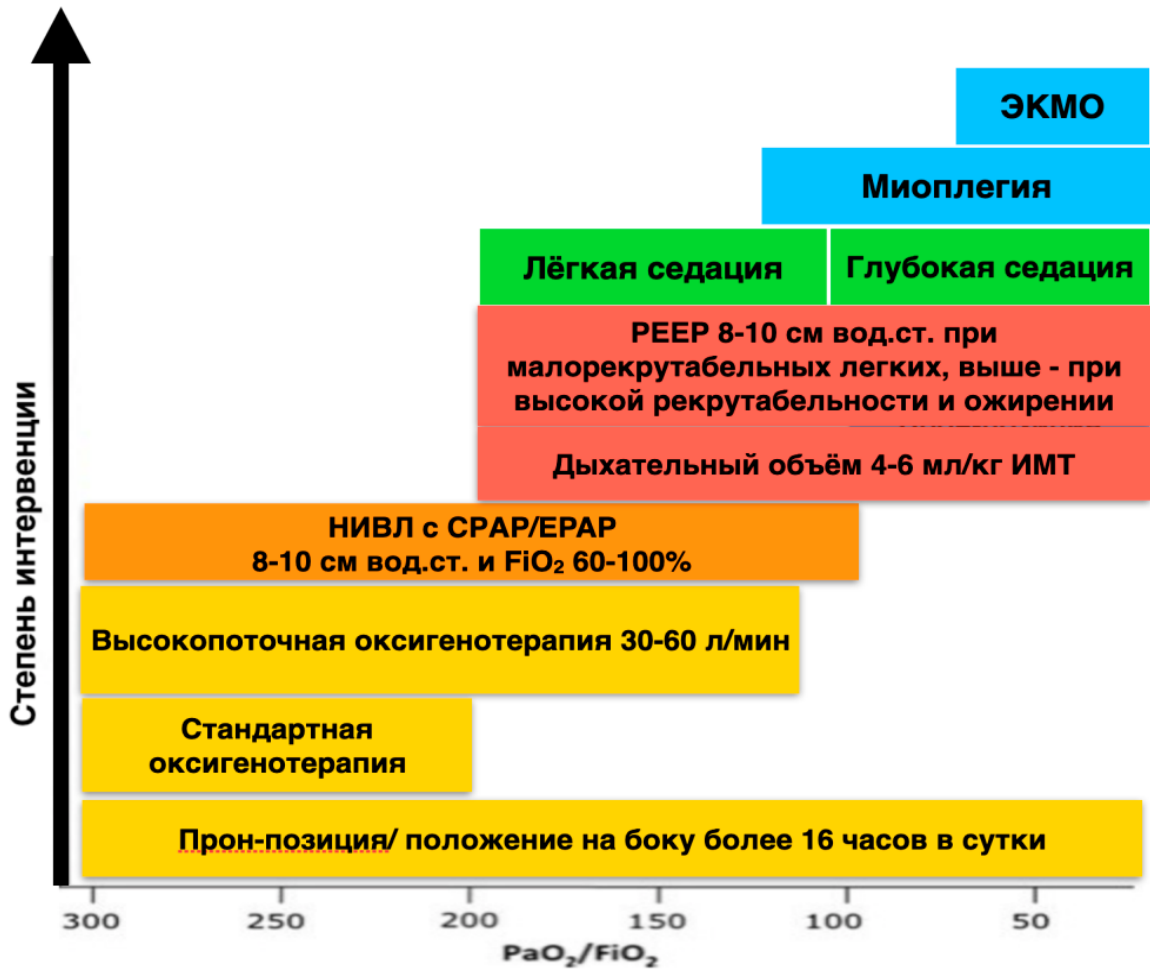 ЭКМО
Миоплегия
Лёгкая седация
Глубокая седация
PEEP 8-10 см вод.ст. при
малорекрутабельных легких, выше - при
высокой рекрутабельности и ожирении
Дыхательный объём 4-6 мл/кг ИМТ
НИВЛ с CPAP/EPAP
8-10 см вод.ст. и FiO₂ 60-100%
Высокопоточная оксигенотерапия 30-60 л/мин
Стандартная
оксигенотерапия
Прон-позиция/ положение на боку более 16 часов в сутки
Степень интервенции
300
250
200
150
100
50
PaO₂/FiO₂